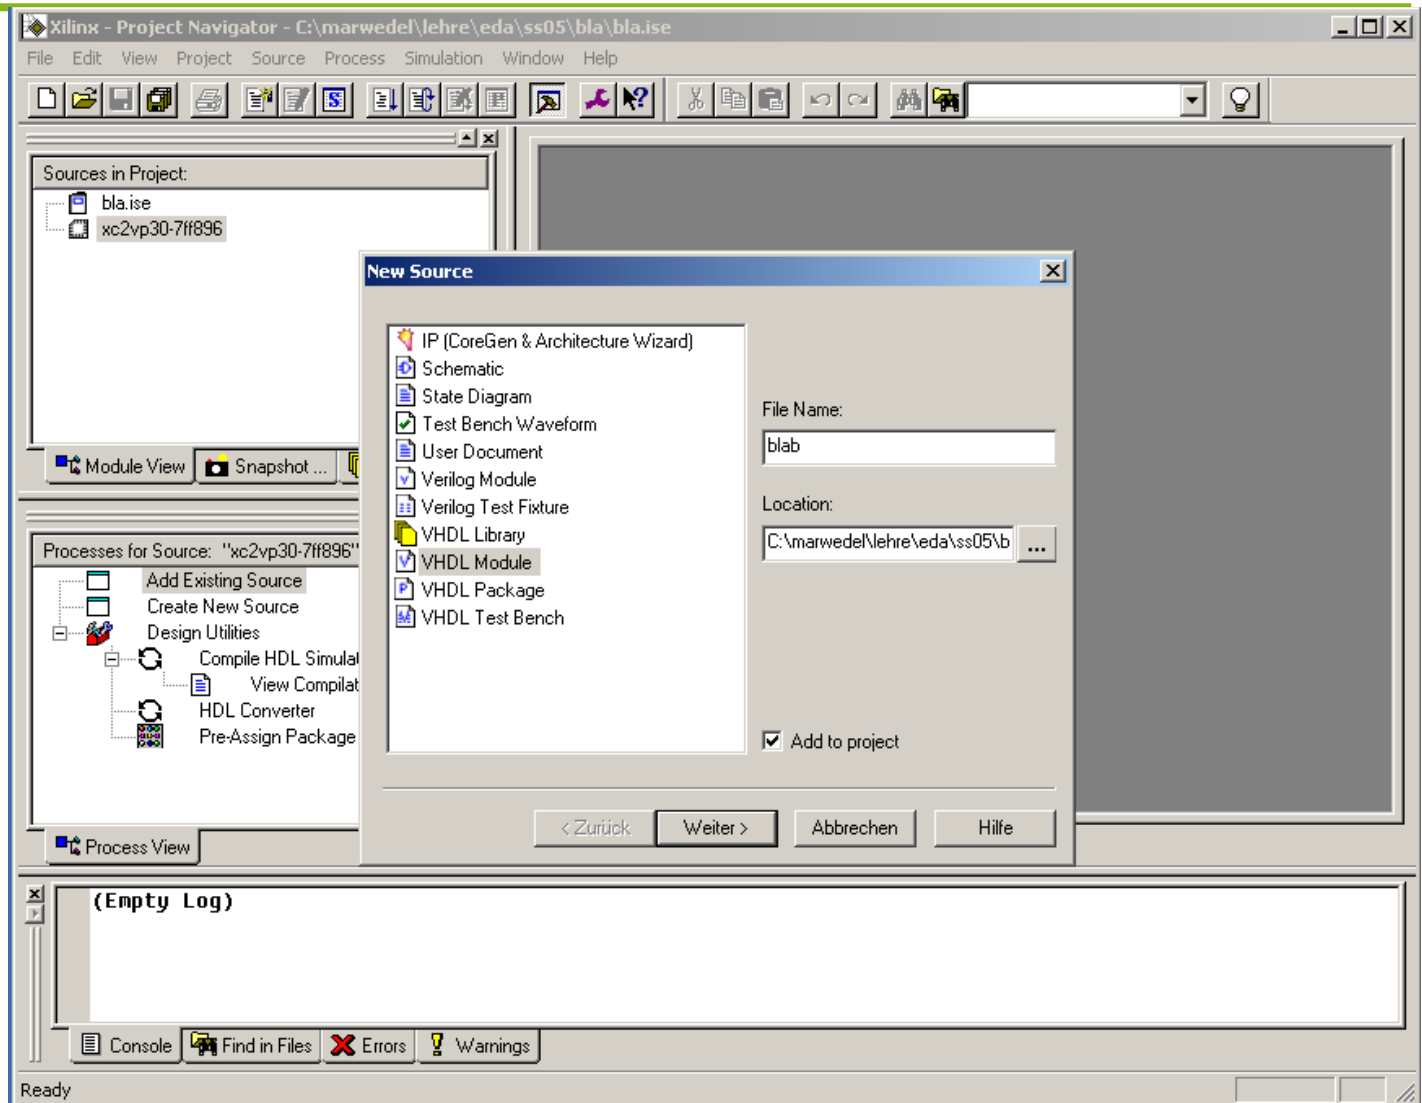 Xilinx - Project Navigator - C:\marwedel\lehre\eda\ss05\bla\bla.ise
File Edit View Project Source Process Simulation Window Help
Sources in Project:
bla.ise
xc2vp30-7ff896
Module View Snapshot ...
Processes for Source: "xc2vp30-7ff896"
Add Existing Source
Create New Source
Design Utilities
Compile HDL Simulat
View Compilat
HDL Converter
Pre-Assign Package
Process View
New Source
IP (CoreGen & Architecture Wizard)
Schematic
State Diagram
Test Bench Waveform
User Document
Verilog Module
Verilog Test Fixture
VHDL Library
VHDL Module
VHDL Package
VHDL Test Bench
File Name:
blab
Location:
C:\marwedel\lehre\eda\ss05\b ...
Add to project
< Zurück Weiter > Abbrechen Hilfe
(Empty Log)
Console Find in Files Errors Warnings
Ready